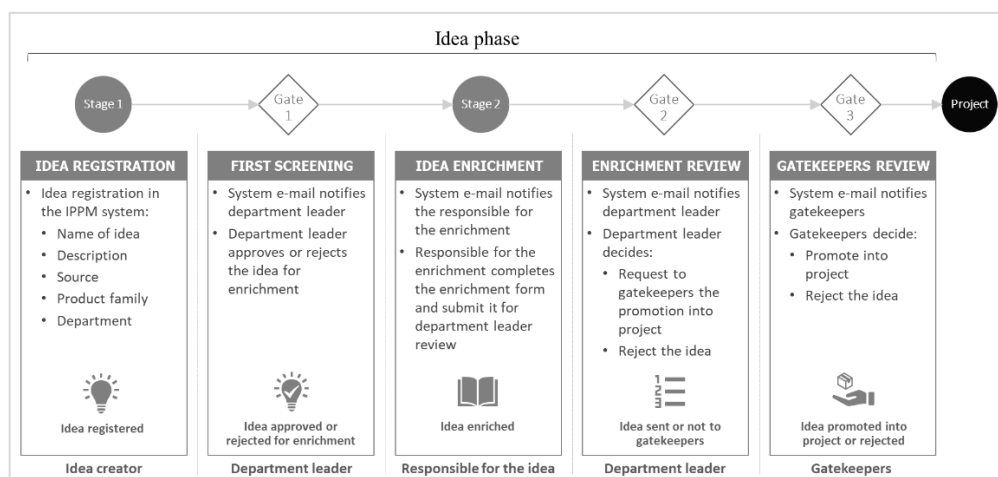 Idea phase
Stage 1
Gate
1
Stage 2
Gate
2
Gate
3
Project
IDEA REGISTRATION
• Idea registration in
the IPPM system:
• Name of idea
• Description
• Source
• Product family
• Department
Idea registered
Idea creator
FIRST SCREENING
• System e-mail notifies
department leader
• Department leader
approves or rejects
the idea for
enrichment
Idea approved or
rejected for enrichment
Department leader
IDEA ENRICHMENT
• System e-mail notifies
the responsible for
the enrichment
• Responsible for the
enrichment completes
the enrichment form
and submit it for
department leader
review
Idea enriched
Responsible for the idea
ENRICHMENT REVIEW
• System e-mail notifies
department leader
• Department leader
decides:
• Request to
gatekeepers the
promotion into
project
• Reject the idea
1
2
3
Idea sent or not to
gatekeepers
Department leader
GATEKEEPERS REVIEW
• System e-mail notifies
gatekeepers
• Gatekeepers decide:
• Promote into
project
• Reject the idea
Idea promoted into
project or rejected
Gatekeepers